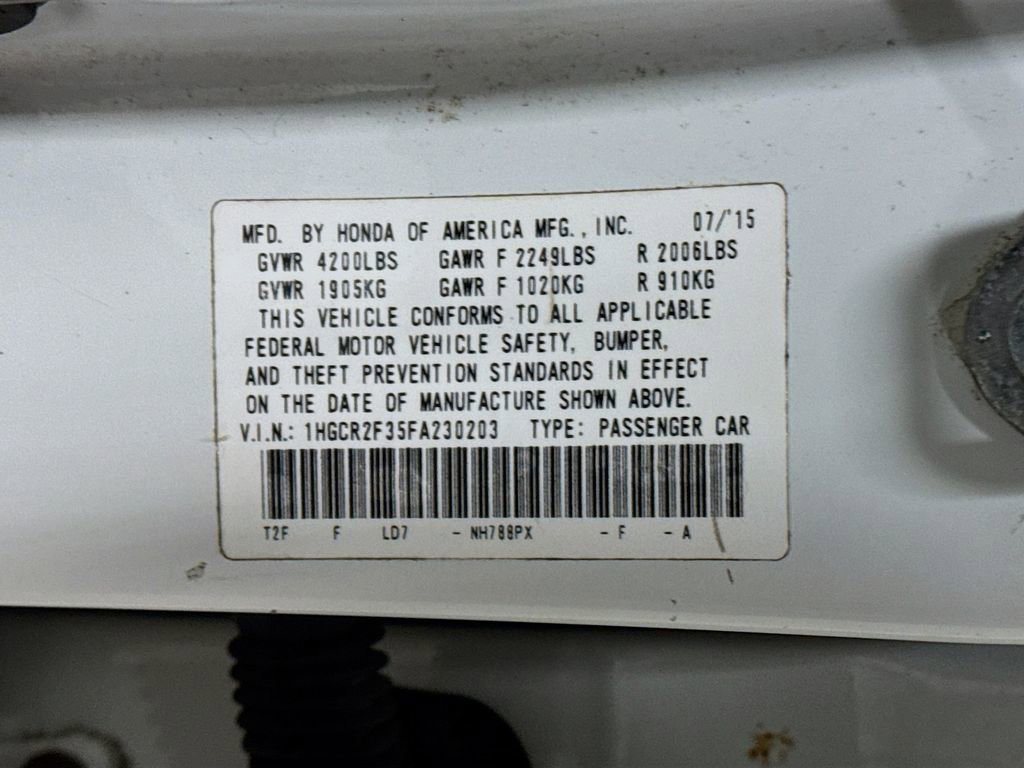 MFD. BY HONDA OF AMERICA MFG., INC. 07/'15
GVWR 4200LBS GAWR F 2249LBS R 2006LBS
GVWR 1905KG GAWR F 1020KG R 910KG
THIS VEHICLE CONFORMS TO ALL APPLICABLE
FEDERAL MOTOR VEHICLE SAFETY, BUMPER,
AND THEFT PREVENTION STANDARDS IN EFFECT
ON THE DATE OF MANUFACTURE SHOWN ABOVE.
V.I.N.: 1HGCR2F35FA230203 TYPE: PASSENGER CAR
T2F F LD7 - NH788PX - F - A